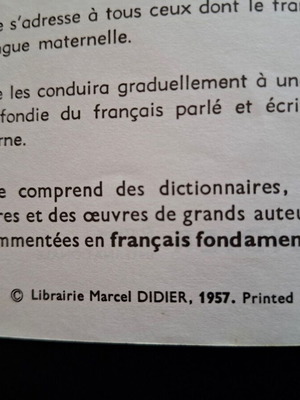 s'adresse à tous ceux dont le fra
gue maternelle.
les conduira graduellement à un
fondie du français parlé et écri
rne.
e comprend des dictionnaires,
res et des œuvres de grands auteu
mmentées en français fondamen
© Librairie Marcel DIDIER, 1957. Printed